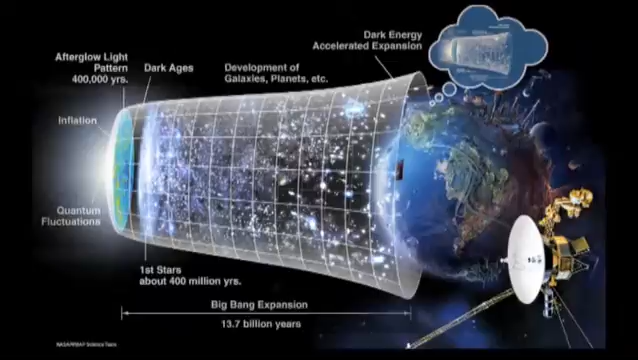 Dark Energy
Accelerated Expansion
Afterglow Light
Pattern
400,000 yrs.
Dark Ages
Development of
Galaxies, Planets, etc.
Inflation
Quantum
Fluctuations
1st Stars
about 400 million yrs.
Big Bang Expansion
13.7 billion years
NASA/WMAP Science Team